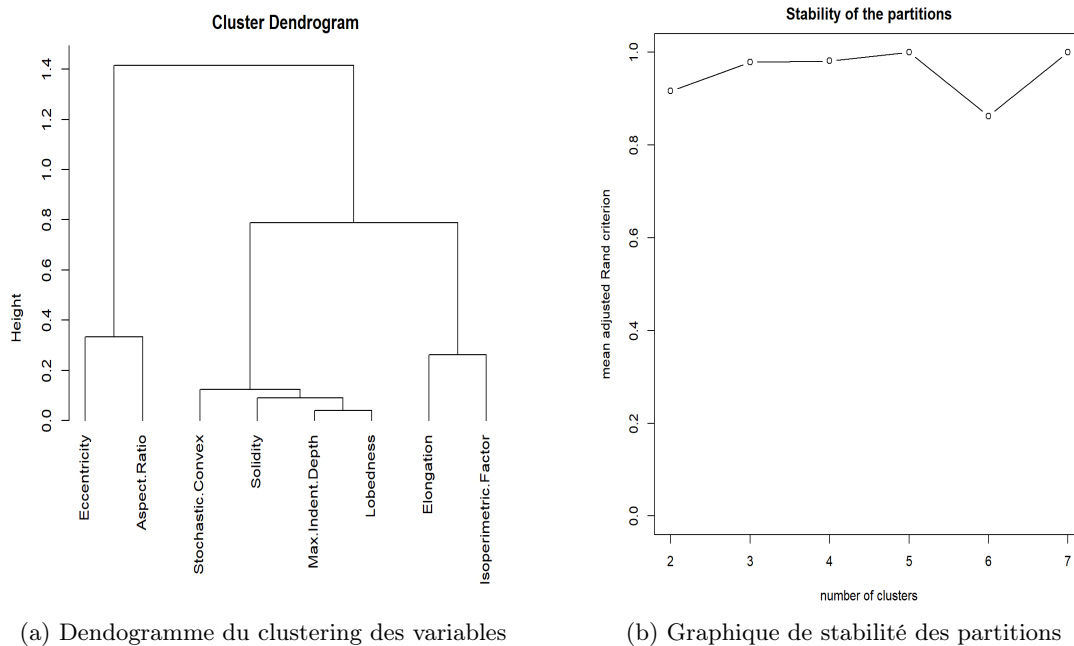 Cluster Dendrogram
Height
0.0 0.2 0.4 0.6 0.8 1.0 1.2 1.4
Eccentricity
Aspect.Ratio
Stochastic.Convex
Solidity
Max.Indent.Depth
Lobedness
Elongation
Isoperimetric.Factor
(a) Dendogramme du clustering des variables
Stability of the partitions
mean adjusted Rand criterion
0.0 0.2 0.4 0.6 0.8 1.0
2 3 4 5 6 7
number of clusters
(b) Graphique de stabilité des partitions